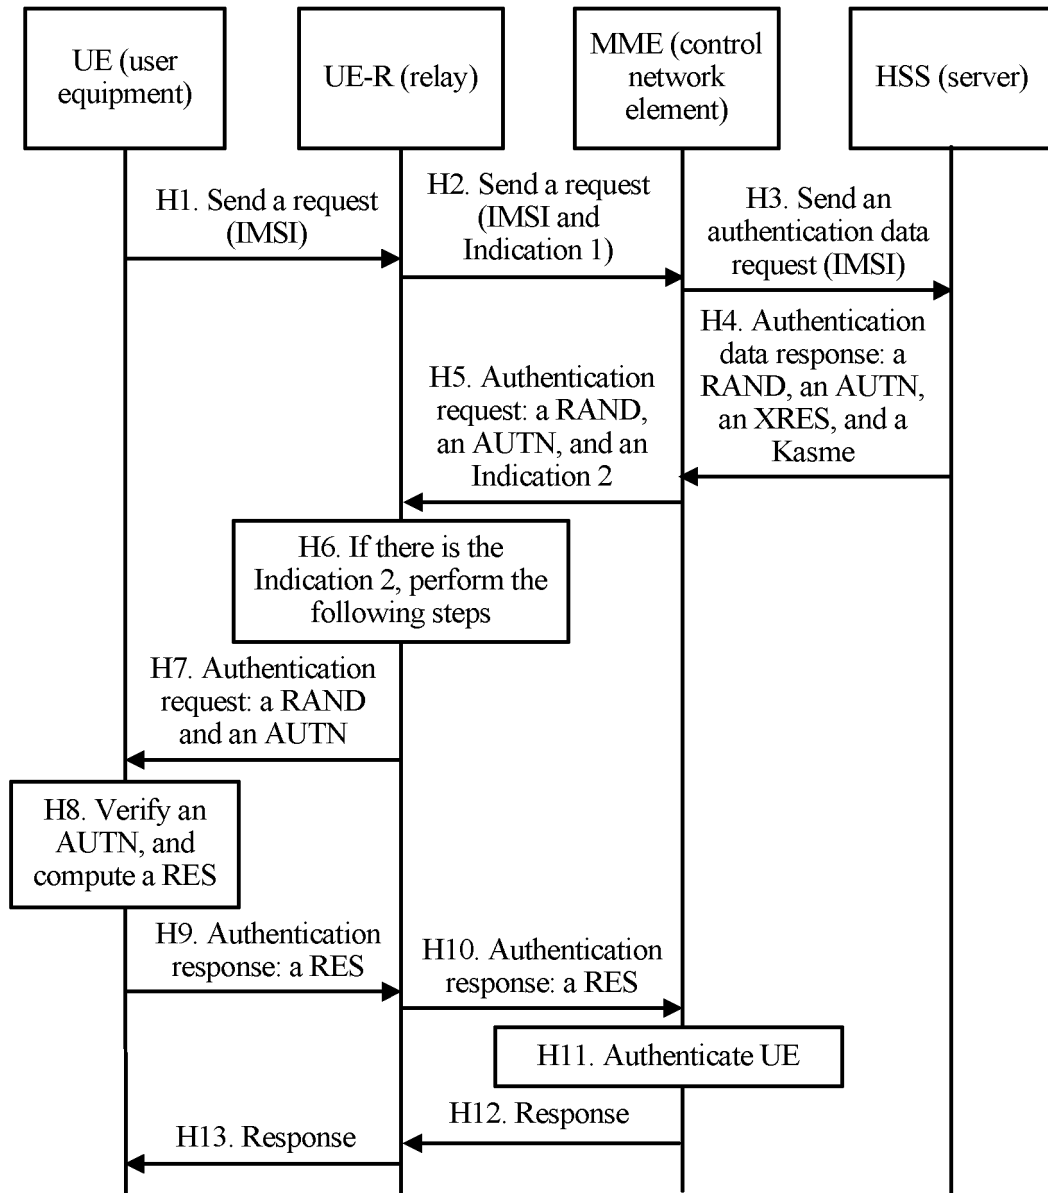 UE (user
equipment)
UE-R (relay)
MME (control
network
element)
HSS (server)
H1. Send a request
(IMSI)
H2. Send a request
(IMSI and
Indication 1)
H3. Send an
authentication data
request (IMSI)
H4. Authentication
data response: a
RAND, an AUTN,
an XRES, and a
Kasme
H5. Authentication
request: a RAND,
an AUTN, and an
Indication 2
H6. If there is the
Indication 2, perform the
following steps
H7. Authentication
request: a RAND
and an AUTN
H8. Verify an
AUTN, and
compute a RES
H9. Authentication
response: a RES
H10. Authentication
response: a RES
H11. Authenticate UE
H12. Response
H13. Response